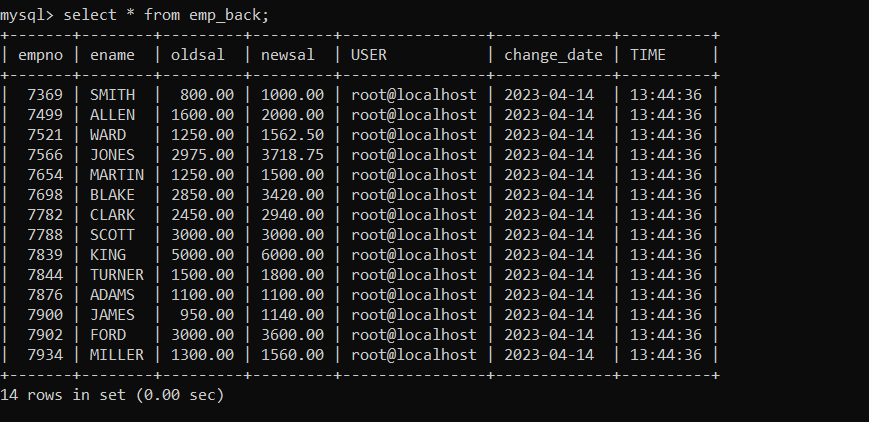 mysql> select * from emp_back;
+-------+--------+---------+---------+----------------+-------------+----------+
| empno | ename  | oldsal  | newsal  | USER           | change_date | TIME     |
+-------+--------+---------+---------+----------------+-------------+----------+
|  7369 | SMITH  |  800.00 | 1000.00 | root@localhost | 2023-04-14  | 13:44:36 |
|  7499 | ALLEN  | 1600.00 | 2000.00 | root@localhost | 2023-04-14  | 13:44:36 |
|  7521 | WARD   | 1250.00 | 1562.50 | root@localhost | 2023-04-14  | 13:44:36 |
|  7566 | JONES  | 2975.00 | 3718.75 | root@localhost | 2023-04-14  | 13:44:36 |
|  7654 | MARTIN | 1250.00 | 1500.00 | root@localhost | 2023-04-14  | 13:44:36 |
|  7698 | BLAKE  | 2850.00 | 3420.00 | root@localhost | 2023-04-14  | 13:44:36 |
|  7782 | CLARK  | 2450.00 | 2940.00 | root@localhost | 2023-04-14  | 13:44:36 |
|  7788 | SCOTT  | 3000.00 | 3000.00 | root@localhost | 2023-04-14  | 13:44:36 |
|  7839 | KING   | 5000.00 | 6000.00 | root@localhost | 2023-04-14  | 13:44:36 |
|  7844 | TURNER | 1500.00 | 1800.00 | root@localhost | 2023-04-14  | 13:44:36 |
|  7876 | ADAMS  | 1100.00 | 1100.00 | root@localhost | 2023-04-14  | 13:44:36 |
|  7900 | JAMES  |  950.00 | 1140.00 | root@localhost | 2023-04-14  | 13:44:36 |
|  7902 | FORD   | 3000.00 | 3600.00 | root@localhost | 2023-04-14  | 13:44:36 |
|  7934 | MILLER | 1300.00 | 1560.00 | root@localhost | 2023-04-14  | 13:44:36 |
+-------+--------+---------+---------+----------------+-------------+----------+
14 rows in set (0.00 sec)